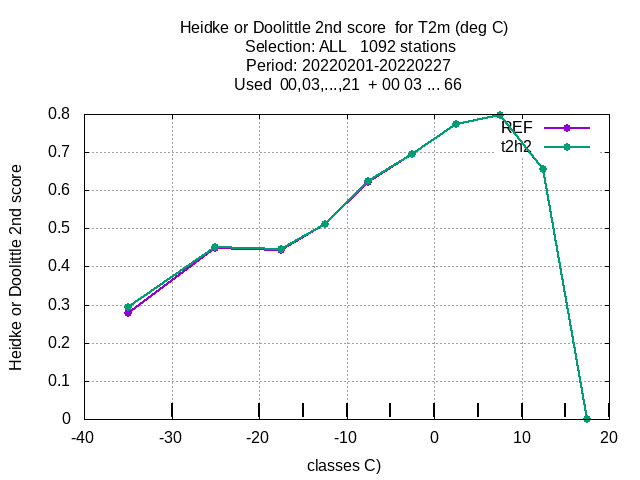 Heidke or Doolittle 2nd score  for T2m (deg C)
Selection: ALL   1092 stations
Period: 20220201-20220227
Used  00,03,...,21  + 00 03 ... 66
0.8
REF
t2h2
0.7
0.6
0.5
0.4
0.3
0.2
0.1
0
Heidke or Doolittle 2nd score
-40
-30
-20
-10
0
10
20
classes C)